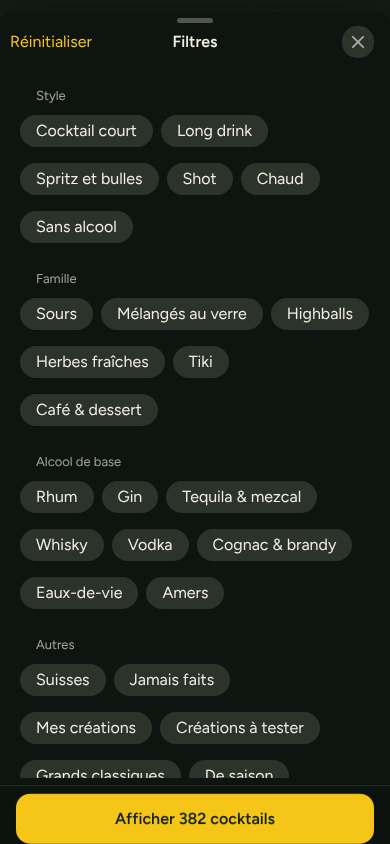 Réinitialiser Filtres
Style
Cocktail court Long drink
Spritz et bulles Shot Chaud
Sans alcool
Famille
Sours Mélangés au verre Highballs
Herbes fraîches Tiki
Café & dessert
Alcool de base
Rhum Gin Tequila & mezcal
Whisky Vodka Cognac & brandy
Eaux-de-vie Amers
Autres
Suisses Jamais faits
Mes créations Créations à tester
Grands classiques De saison
Afficher 382 cocktails